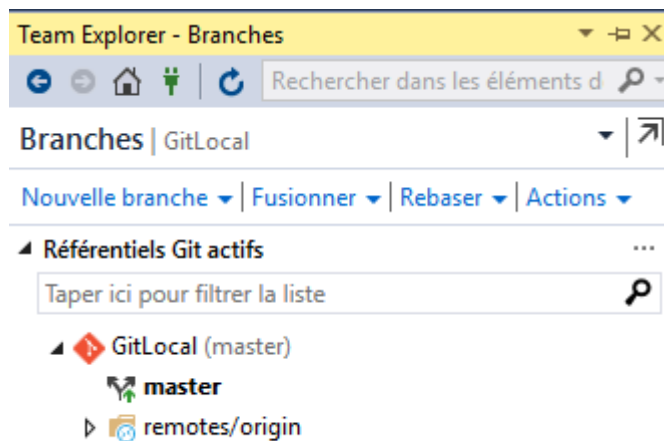 Team Explorer - Branches
Rechercher dans les éléments d
Branches | GitLocal
Nouvelle branche | Fusionner | Rebaser | Actions
Référentiels Git actifs
Taper ici pour filtrer la liste
GitLocal (master)
master
remotes/origin